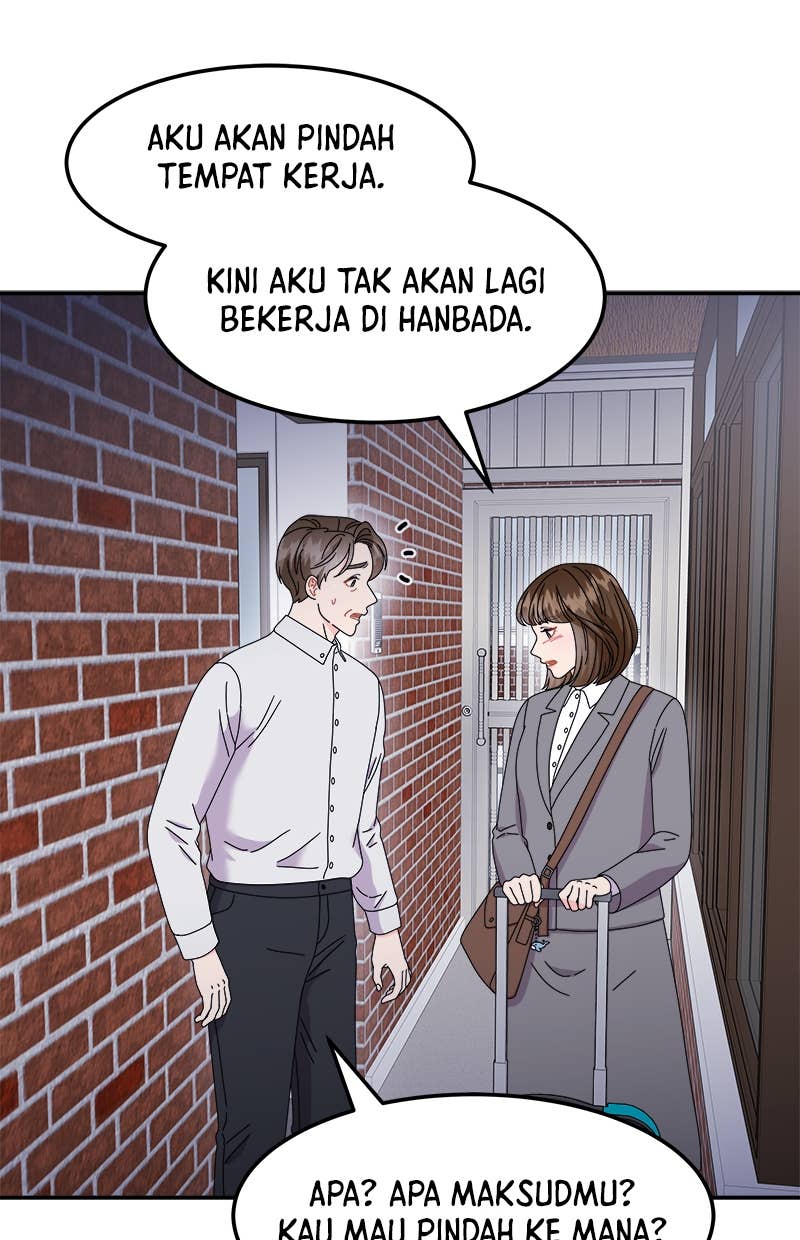 AKU AKAN PINDAH
TEMPAT KERJA.
KINI AKU TAK AKAN LAGI
BEKERJA DI HANBADA.
APA? APA MAKSUDMU?
KAU MAU PINDAH KE MANA?